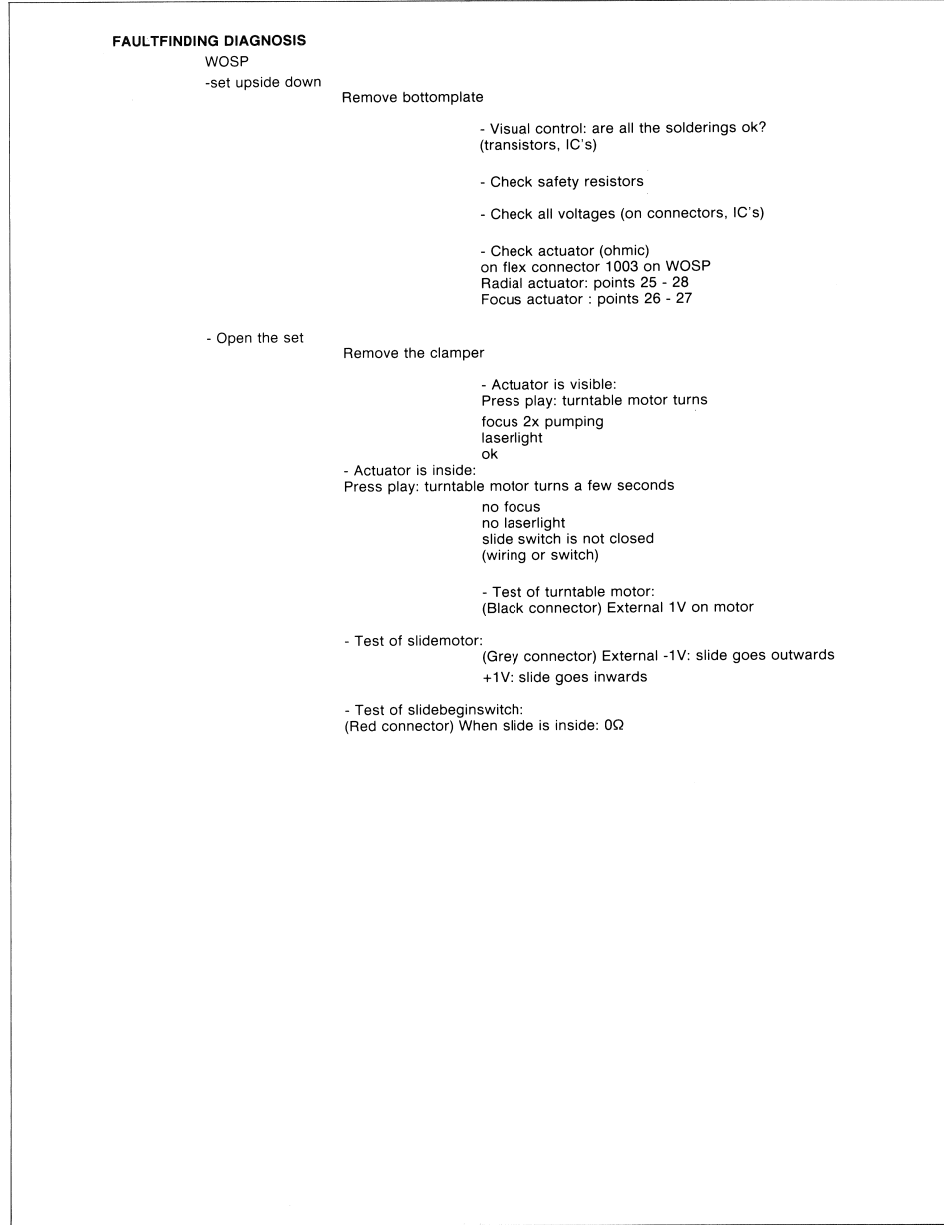 FAULTFINDING DIAGNOSIS
WOSP
-set upside down
Remove bottomplate
- Visual control: are all the solderings ok?
(transistors, IC's)
- Check safety resistors
- Check all voltages (on connectors, IC's)
- Check actuator (ohmic)
on flex connector 1003 on WOSP
Radial actuator: points 25 - 28
Focus actuator : points 26 - 27
- Open the set
Remove the clamper
- Actuator is visible:
Press play: turntable motor turns
focus 2x pumping
laserlight
ok
- Actuator is inside:
Press play: turntable motor turns a few seconds
no focus
no laserlight
slide switch is not closed
(wiring or switch)
- Test of turntable motor:
(Black connector) External 1V on motor
- Test of slidemotor:
(Grey connector) External -1V: slide goes outwards
+1V: slide goes inwards
- Test of slidebeginswitch:
(Red connector) When slide is inside: 0Ω